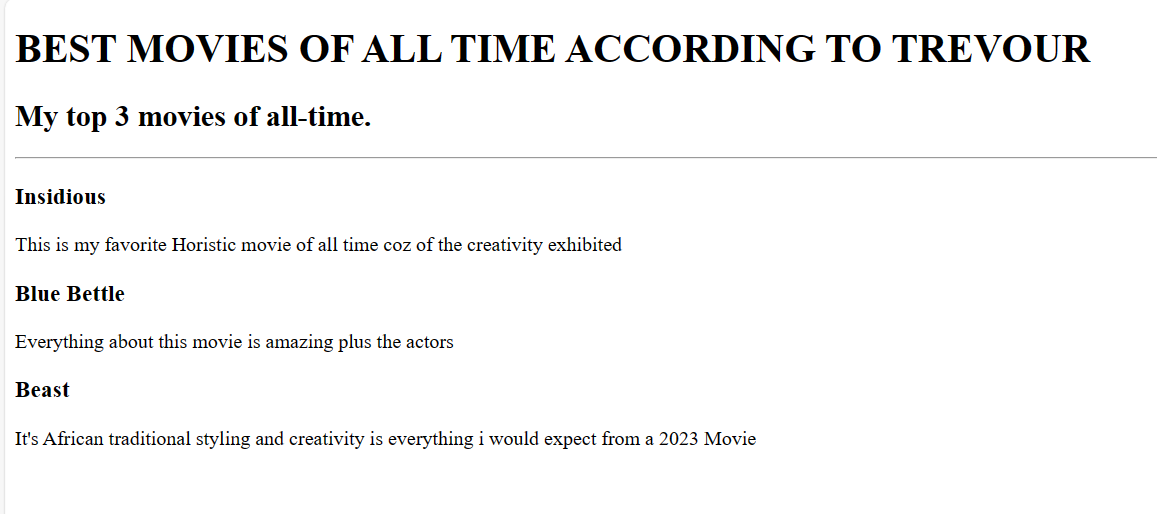 BEST MOVIES OF ALL TIME ACCORDING TO TREVOUR
My top 3 movies of all-time.
Insidious
This is my favorite Horistic movie of all time coz of the creativity exhibited
Blue Bettle
Everything about this movie is amazing plus the actors
Beast
It's African traditional styling and creativity is everything i would expect from a 2023 Movie